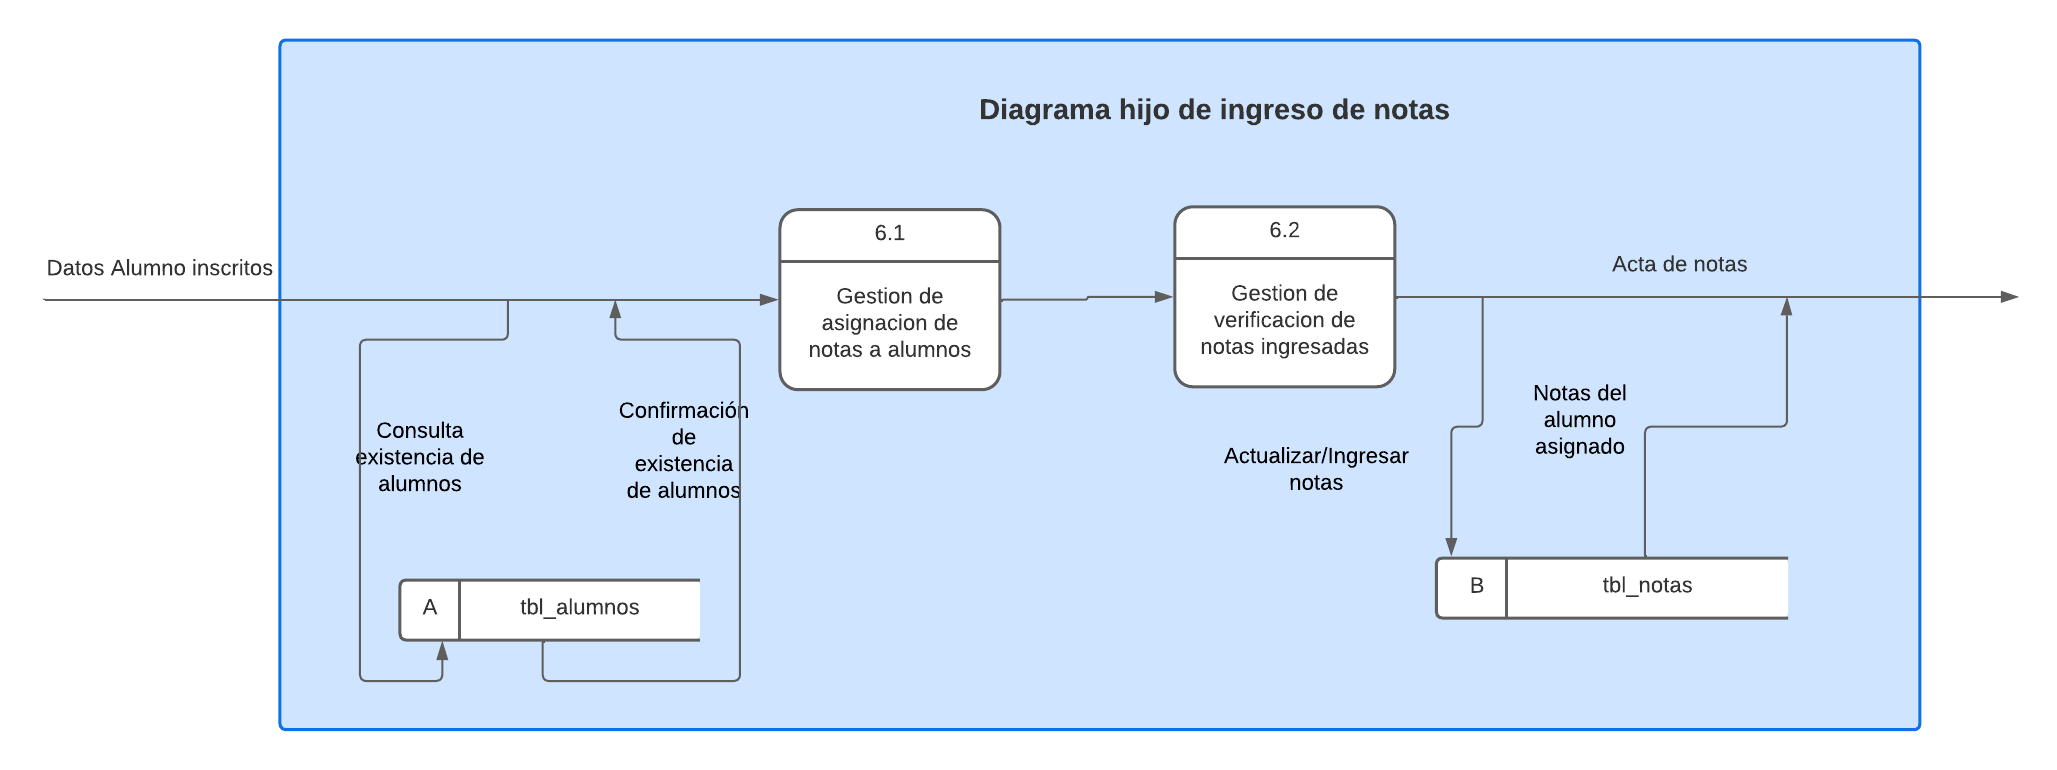 Diagrama hijo de ingreso de notas
Datos Alumno inscritos
6.1
Gestion de
asignacion de
notas a alumnos
6.2
Gestion de
verificacion de
notas ingresadas
Acta de notas
Consulta
existencia de
alumnos
Confirmación
de
existencia
de alumnos
Actualizar/Ingresar
notas
Notas del
alumno
asignado
A
tbl_alumnos
B
tbl_notas